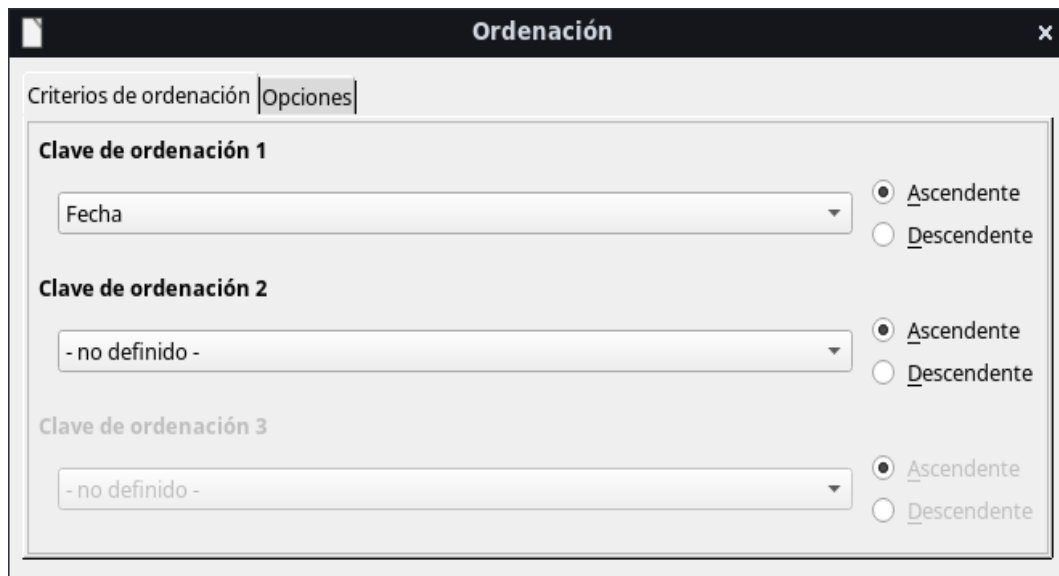 Ordenación
Criterios de ordenación Opciones
Clave de ordenación 1
Fecha
Ascendente
Descendente
Clave de ordenación 2
- no definido -
Ascendente
Descendente
Clave de ordenación 3
- no definido -
Ascendente
Descendente